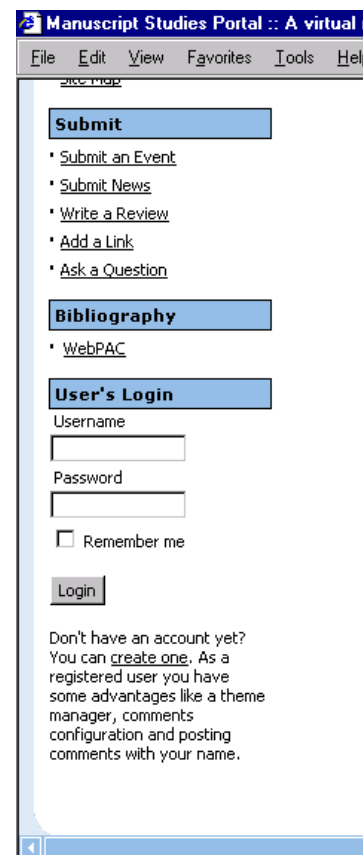 Manuscript Studies Portal :: A virtual
File Edit View Favorites Tools Help
Site Map
Submit
Submit an Event
Submit News
Write a Review
Add a Link
Ask a Question
Bibliography
WebPAC
User's Login
Username
Password
Remember me
Login
Don't have an account yet?
You can create one. As a
registered user you have
some advantages like a theme
manager, comments
configuration and posting
comments with your name.